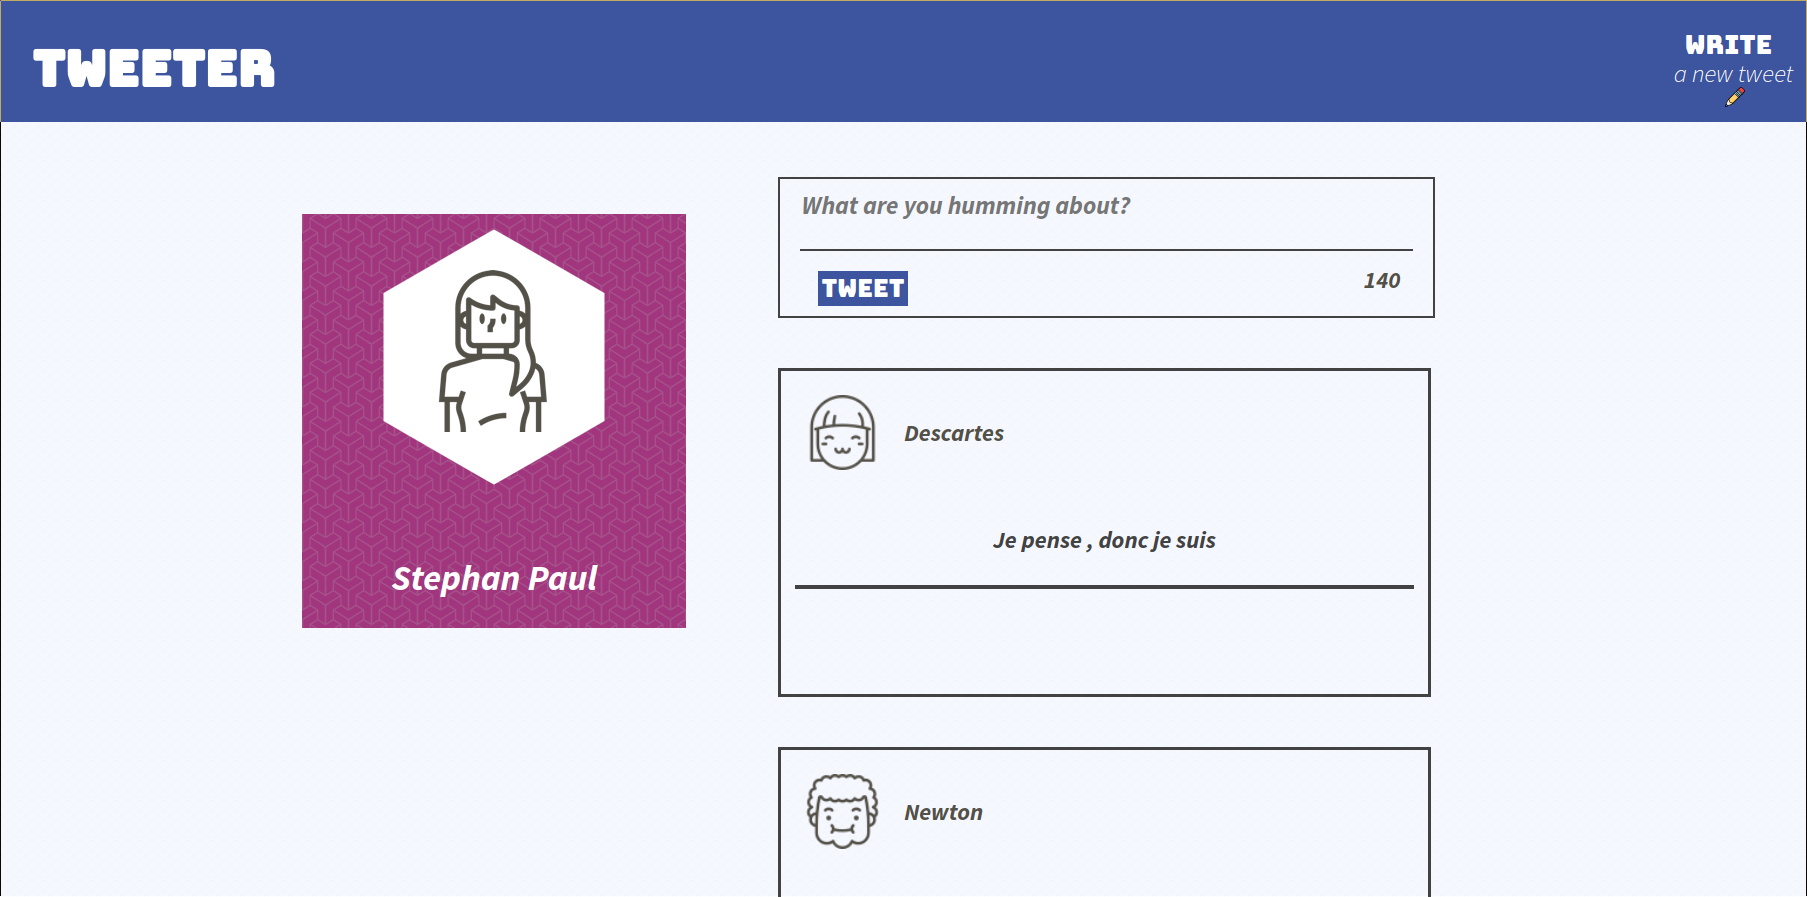 TWEETER
WRITE
a new tweet
What are you humming about?
TWEET
140
Stephan Paul
Descartes
Je pense , donc je suis
Newton